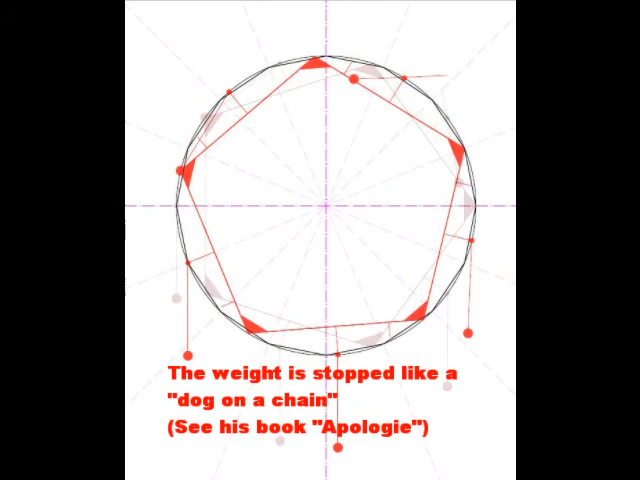 The weight is stopped like a
"dog on a chain"
(See his book "Apologie")